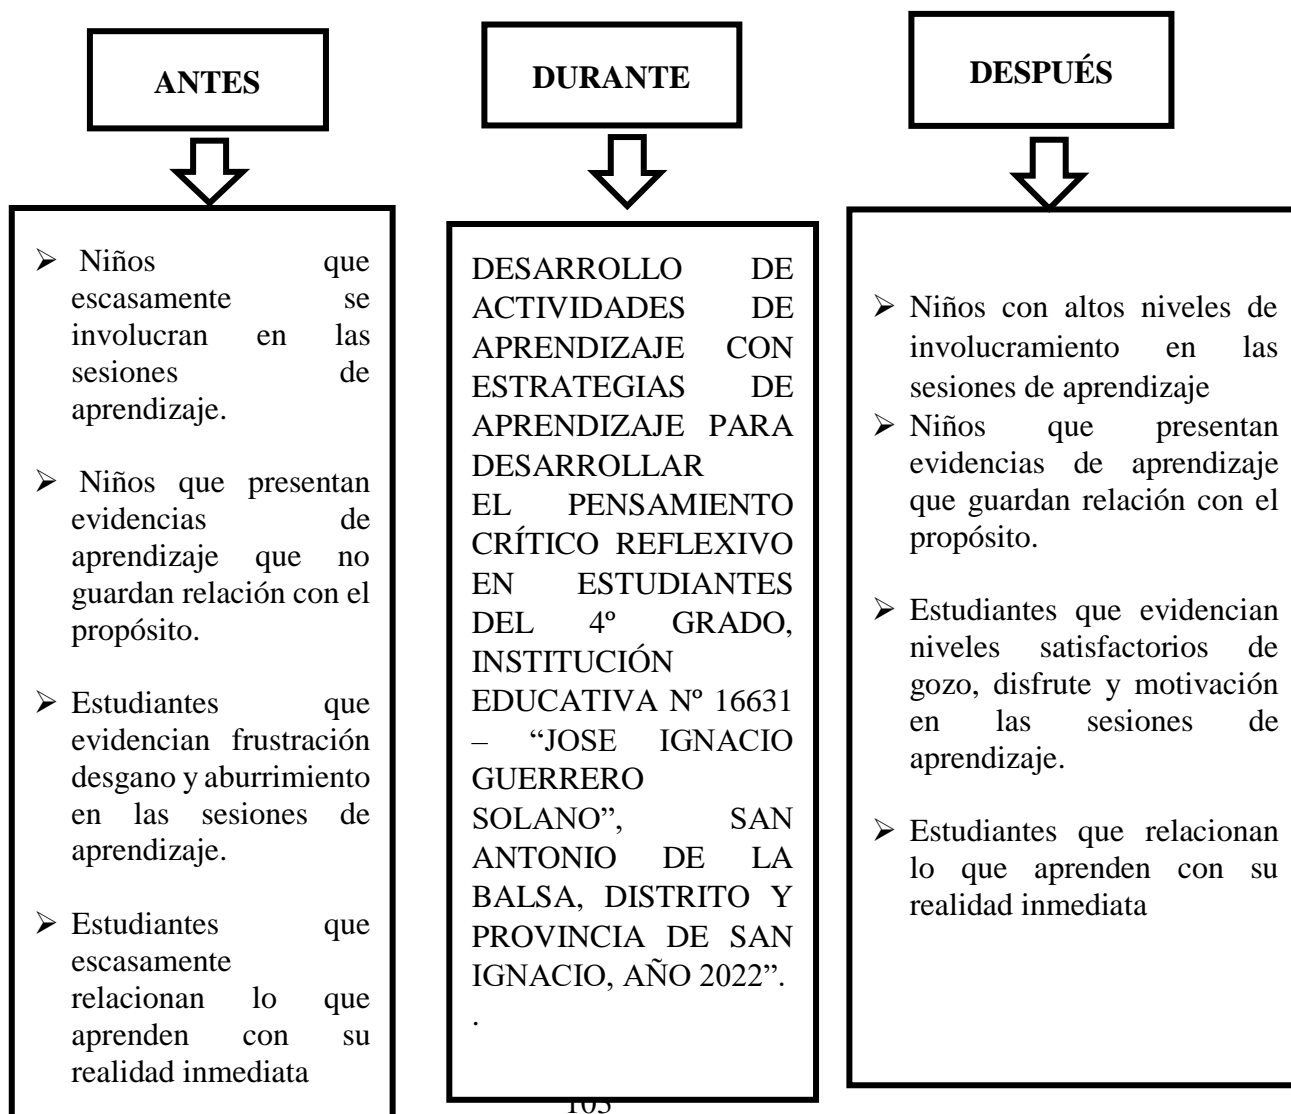 ANTES
DURANTE
DESPUÉS
➢ Niños que
escasamente se
involucran en las
sesiones de
aprendizaje.
➢ Niños que presentan
evidencias de
aprendizaje que no
guardan relación con el
propósito.
➢ Estudiantes que
evidencian frustración
desgano y aburrimiento
en las sesiones de
aprendizaje.
➢ Estudiantes que
escasamente
relacionan lo que
aprenden con su
realidad inmediata
DESARROLLO DE
ACTIVIDADES DE
APRENDIZAJE CON
ESTRATEGIAS DE
APRENDIZAJE PARA
DESARROLLAR
EL PENSAMIENTO
CRÍTICO REFLEXIVO
EN ESTUDIANTES
DEL 4º GRADO,
INSTITUCIÓN
EDUCATIVA Nº 16631
– “JOSE IGNACIO
GUERRERO
SOLANO”, SAN
ANTONIO DE LA
BALSA, DISTRITO Y
PROVINCIA DE SAN
IGNACIO, AÑO 2022”.
.
➢ Niños con altos niveles de
involucramiento en las
sesiones de aprendizaje
➢ Niños que presentan
evidencias de aprendizaje
que guardan relación con el
propósito.
➢ Estudiantes que evidencian
niveles satisfactorios de
gozo, disfrute y motivación
en las sesiones de
aprendizaje.
➢ Estudiantes que relacionan
lo que aprenden con su
realidad inmediata